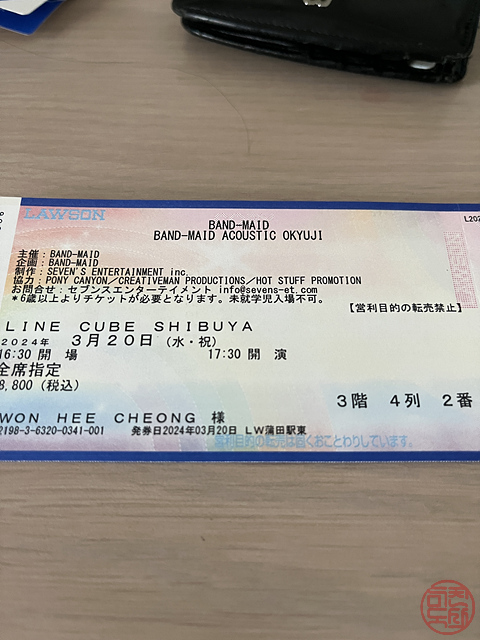 LAWSON
BAND-MAID
BAND-MAID ACOUSTIC OKYUJI
主催：BAND-MAID
企画：BAND-MAID
制作：SEVEN'S ENTERTAINMENT inc.
協力：PONY CANYON／CREATIVEMAN PRODUCTIONS／HOT STUFF PROMOTION
お問合せ：セブンスエンターテイメント info@sevens-et.com
*6歳以上よりチケットが必要となります。未就学児入場不可。
【営利目的の転売禁止】
LINE CUBE SHIBUYA
2024年 3月20日（水・祝）
16:30 開 場 17:30 開 演
全席指定
8,800（税込）
3階 4列 2番
WON HEE CHEONG 様
2198-3-6320-0341-001 発券日2024年03月20日 LW蒲田駅東
営利目的の転売は固くおことわりしています。